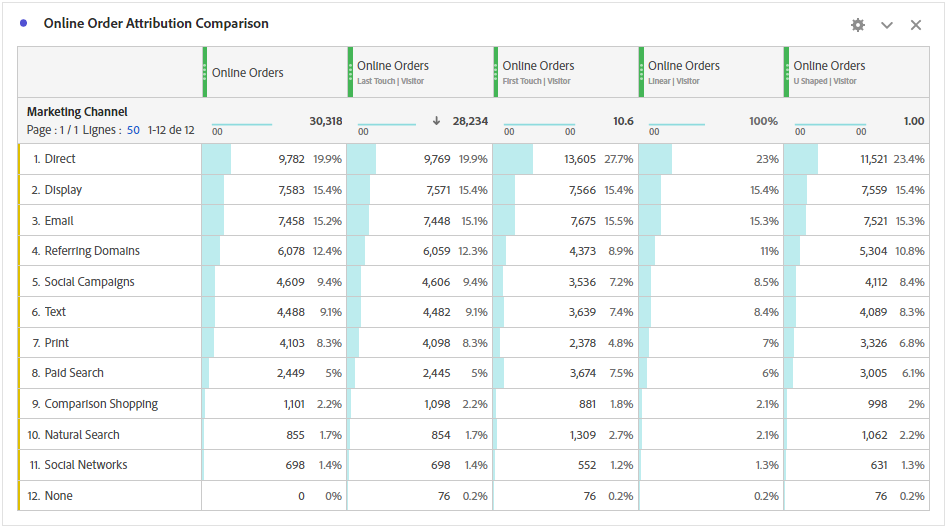 Online Order Attribution Comparison
Online Orders
Online Orders
Last Touch | Visitor
Online Orders
First Touch | Visitor
Online Orders
Linear | Visitor
Online Orders
U Shaped | Visitor
Marketing Channel
Page : 1 / 1 Lignes : 50 1-12 de 12
00 30,318
00 28,234
00 00 10.6
00 100%
00 00 1.00
1. Direct 9,782 19.9% 9,769 19.9% 13,605 27.7% 23% 11,521 23.4%
2. Display 7,583 15.4% 7,571 15.4% 7,566 15.4% 15.4% 7,559 15.4%
3. Email 7,458 15.2% 7,448 15.1% 7,675 15.5% 15.3% 7,521 15.3%
4. Referring Domains 6,078 12.4% 6,059 12.3% 4,373 8.9% 11% 5,304 10.8%
5. Social Campaigns 4,609 9.4% 4,606 9.4% 3,536 7.2% 8.5% 4,112 8.4%
6. Text 4,488 9.1% 4,482 9.1% 3,639 7.4% 8.4% 4,089 8.3%
7. Print 4,103 8.3% 4,098 8.3% 2,378 4.8% 7% 3,326 6.8%
8. Paid Search 2,449 5% 2,445 5% 3,674 7.5% 6% 3,005 6.1%
9. Comparison Shopping 1,101 2.2% 1,098 2.2% 881 1.8% 2.1% 998 2%
10. Natural Search 855 1.7% 854 1.7% 1,309 2.7% 2.1% 1,062 2.2%
11. Social Networks 698 1.4% 698 1.4% 552 1.2% 1.3% 631 1.3%
12. None 0 0% 76 0.2% 76 0.2% 0.2% 76 0.2%